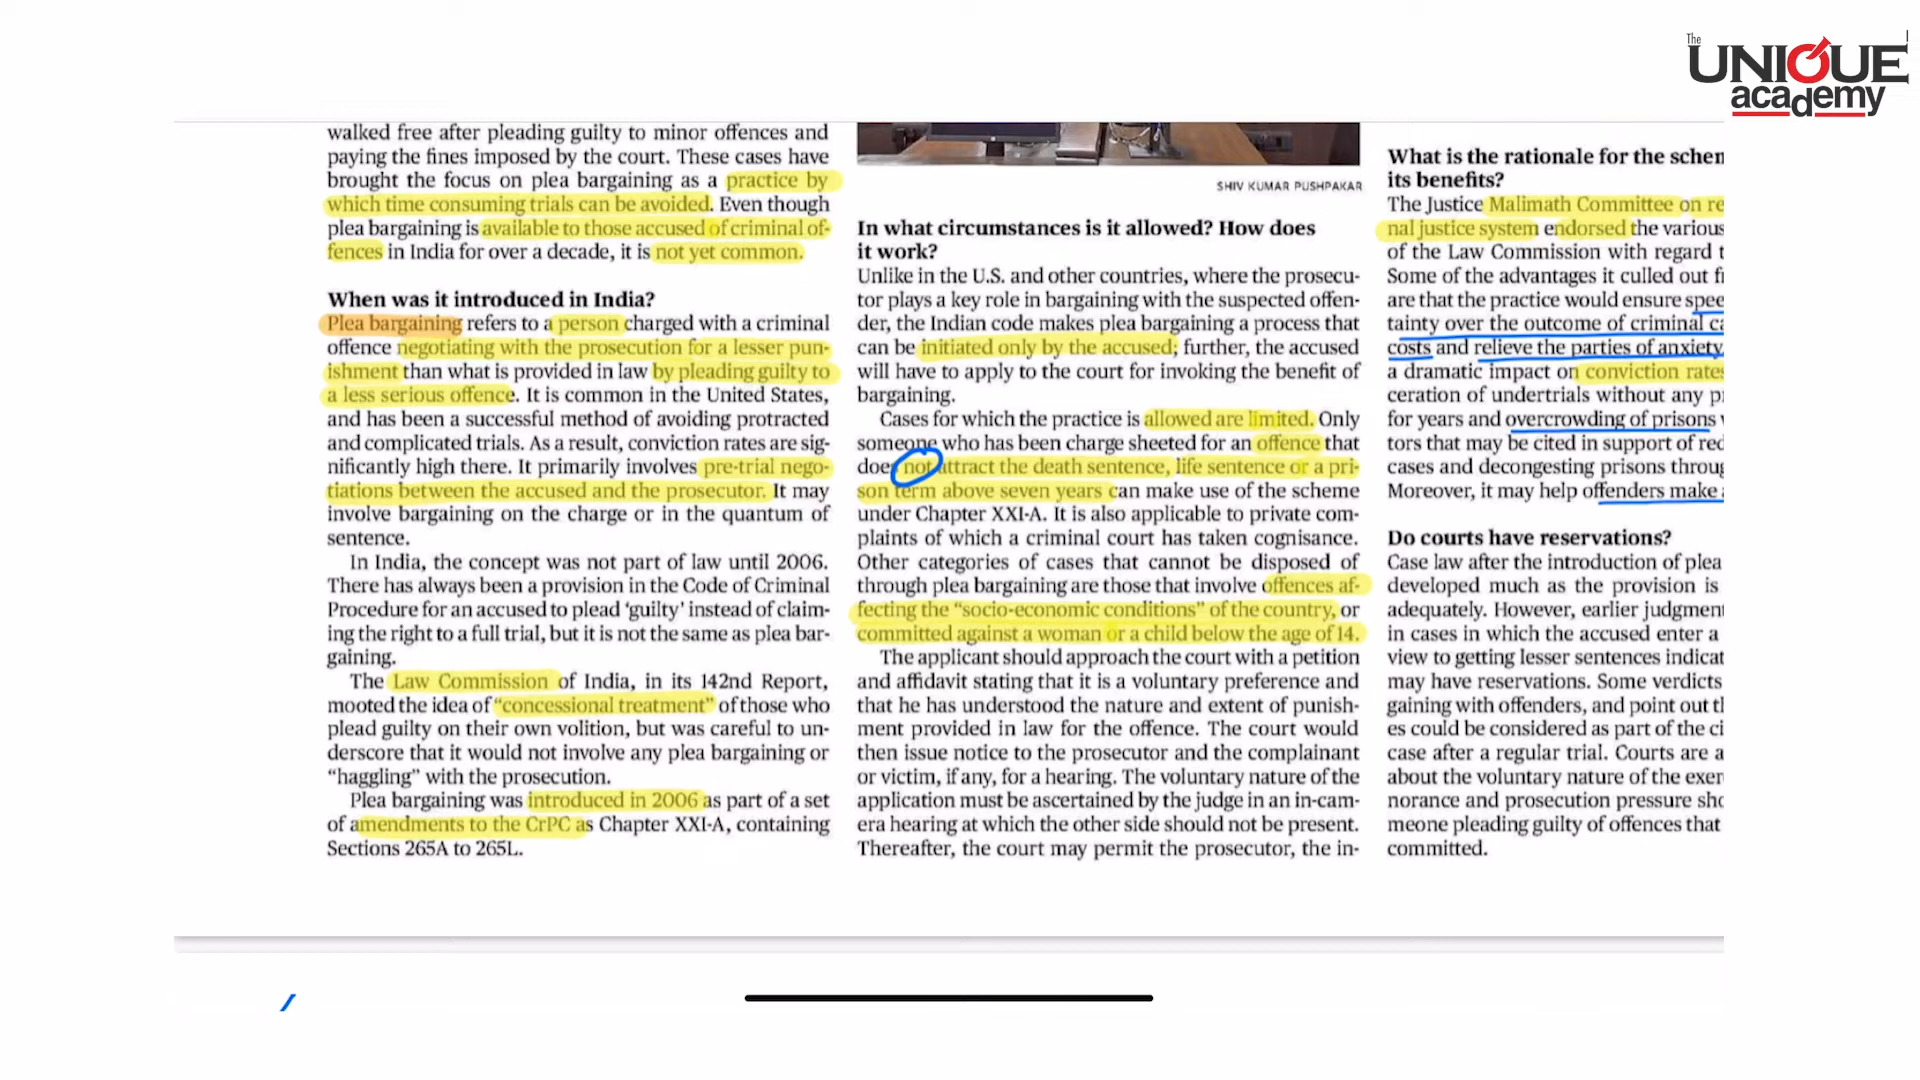 The
UNIQUE
academy
walked free after pleading guilty to minor offences and
paying the fines imposed by the court. These cases have
brought the focus on plea bargaining as a practice by
which time consuming trials can be avoided. Even though
plea bargaining is available to those accused of criminal of-
fences in India for over a decade, it is not yet common.
When was it introduced in India?
Plea bargaining refers to a person charged with a criminal
offence negotiating with the prosecution for a lesser pun-
ishment than what is provided in law by pleading guilty to
a less serious offence. It is common in the United States,
and has been a successful method of avoiding protracted
and complicated trials. As a result, conviction rates are sig-
nificantly high there. It primarily involves pre-trial nego-
tiations between the accused and the prosecutor. It may
involve bargaining on the charge or in the quantum of
sentence.
In India, the concept was not part of law until 2006.
There has always been a provision in the Code of Criminal
Procedure for an accused to plead ‘guilty’ instead of claim-
ing the right to a full trial, but it is not the same as plea bar-
gaining.
The Law Commission of India, in its 142nd Report,
mooted the idea of “concessional treatment” of those who
plead guilty on their own volition, but was careful to un-
derscore that it would not involve any plea bargaining or
“haggling” with the prosecution.
Plea bargaining was introduced in 2006 as part of a set
of amendments to the CrPC as Chapter XXI-A, containing
Sections 265A to 265L.
SHIV KUMAR PUSHPAKAR
In what circumstances is it allowed? How does
it work?
Unlike in the U.S. and other countries, where the prosecu-
tor plays a key role in bargaining with the suspected offen-
der, the Indian code makes plea bargaining a process that
can be initiated only by the accused; further, the accused
will have to apply to the court for invoking the benefit of
bargaining.
Cases for which the practice is allowed are limited. Only
someone who has been charge sheeted for an offence that
does not attract the death sentence, life sentence or a pri-
son term above seven years can make use of the scheme
under Chapter XXI-A. It is also applicable to private com-
plaints of which a criminal court has taken cognisance.
Other categories of cases that cannot be disposed of
through plea bargaining are those that involve offences af-
fecting the “socio-economic conditions” of the country, or
committed against a woman or a child below the age of 14.
The applicant should approach the court with a petition
and affidavit stating that it is a voluntary preference and
that he has understood the nature and extent of punish-
ment provided in law for the offence. The court would
then issue notice to the prosecutor and the complainant
or victim, if any, for a hearing. The voluntary nature of the
application must be ascertained by the judge in an in-cam-
era hearing at which the other side should not be present.
Thereafter, the court may permit the prosecutor, the in-
What is the rationale for the schem
its benefits?
The Justice Malimath Committee on re
nal justice system endorsed the various
of the Law Commission with regard t
Some of the advantages it culled out f
are that the practice would ensure spee
tainty over the outcome of criminal ca
costs and relieve the parties of anxiety
a dramatic impact on conviction rates
ceration of undertrials without any p
for years and overcrowding of prisons
tors that may be cited in support of red
cases and decongesting prisons throug
Moreover, it may help offenders make
Do courts have reservations?
Case law after the introduction of plea
developed much as the provision is
adequately. However, earlier judgment
in cases in which the accused enter a
view to getting lesser sentences indicat
may have reservations. Some verdicts
gaining with offenders, and point out t
es could be considered as part of the ci
case after a regular trial. Courts are a
about the voluntary nature of the exer
norance and prosecution pressure sho
meone pleading guilty of offences that
committed.